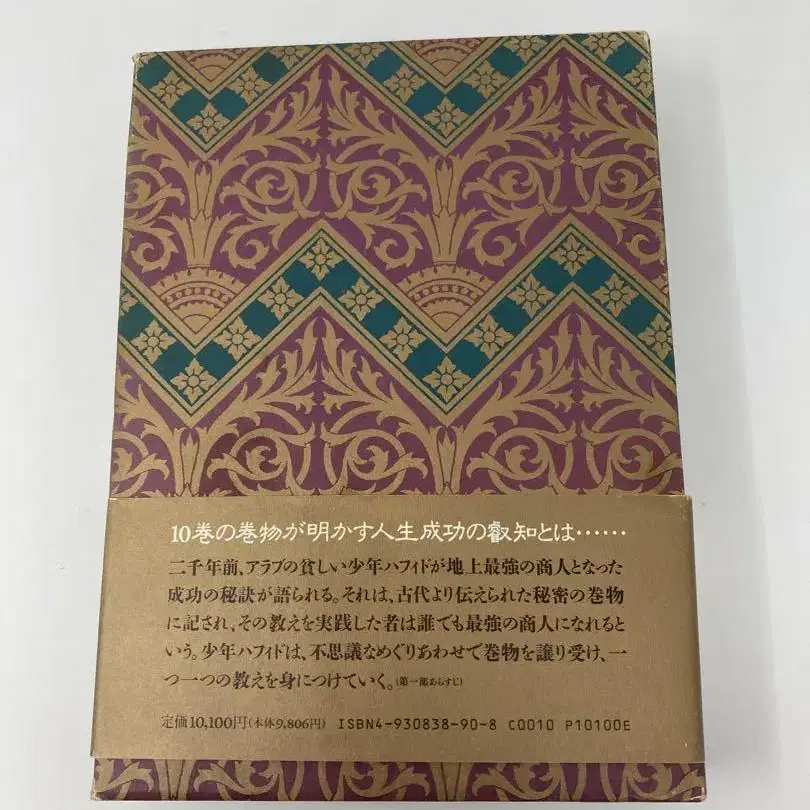 10巻の巻物が明かす人生成功の叡知とは……
二千年前、アラブの貧しい少年ハフィドが地上最強の商人となった
成功の秘訣が語られる。それは、古代より伝えられた秘密の巻物
に記され、その教えを実践した者は誰でも最強の商人になれると
いう。少年ハフィドは、不思議なめぐりあわせで巻物を譲り受け、一
つ一つの教えを身につけていく。(第一部あらすじ)
定価10,100円(本体9,806円) ISBN4-930838-90-8 C0010 P10100E